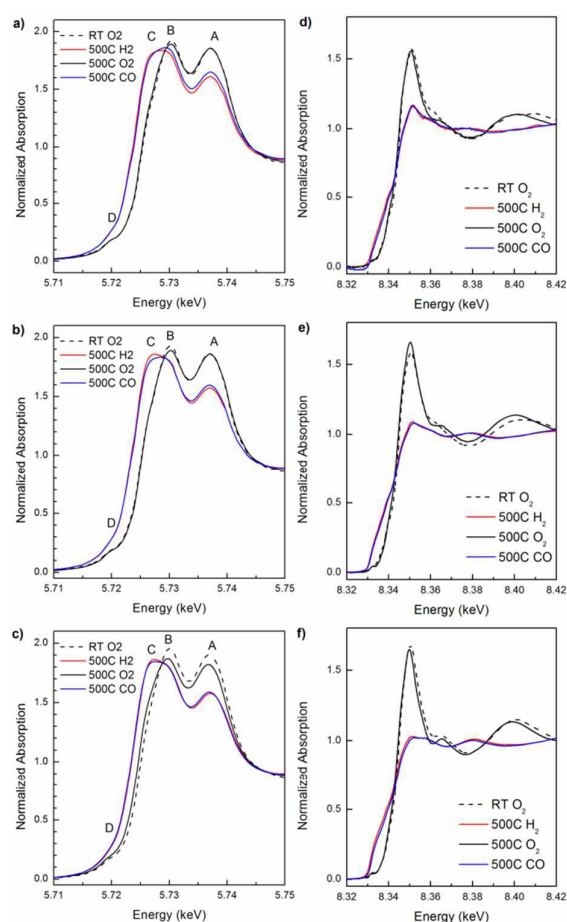 a)
C B A
RT O2
500C H2
500C O2
500C CO
D
Normalized Absorption
2.0
1.5
1.0
0.5
0.0
5.71 5.72 5.73 5.74 5.75
Energy (keV)
d)
RT O₂
500C H₂
500C O₂
500C CO
Normalized Absorption
1.5
1.0
0.5
0.0
8.32 8.34 8.36 8.38 8.40 8.42
Energy (keV)
b)
C B A
RT O2
500C H2
500C O2
500C CO
D
Normalized Absorption
2.0
1.5
1.0
0.5
0.0
5.71 5.72 5.73 5.74 5.75
Energy (keV)
e)
RT O₂
500C H₂
500C O₂
500C CO
Normalized Absorption
1.5
1.0
0.5
0.0
8.32 8.34 8.36 8.38 8.40 8.42
Energy (keV)
c)
C B A
RT O2
500C H2
500C O2
500C CO
D
Normalized Absorption
2.0
1.5
1.0
0.5
0.0
5.71 5.72 5.73 5.74 5.75
Energy (keV)
f)
RT O₂
500C H₂
500C O₂
500C CO
Normalized Absorption
1.5
1.0
0.5
0.0
8.32 8.34 8.36 8.38 8.40 8.42
Energy (keV)